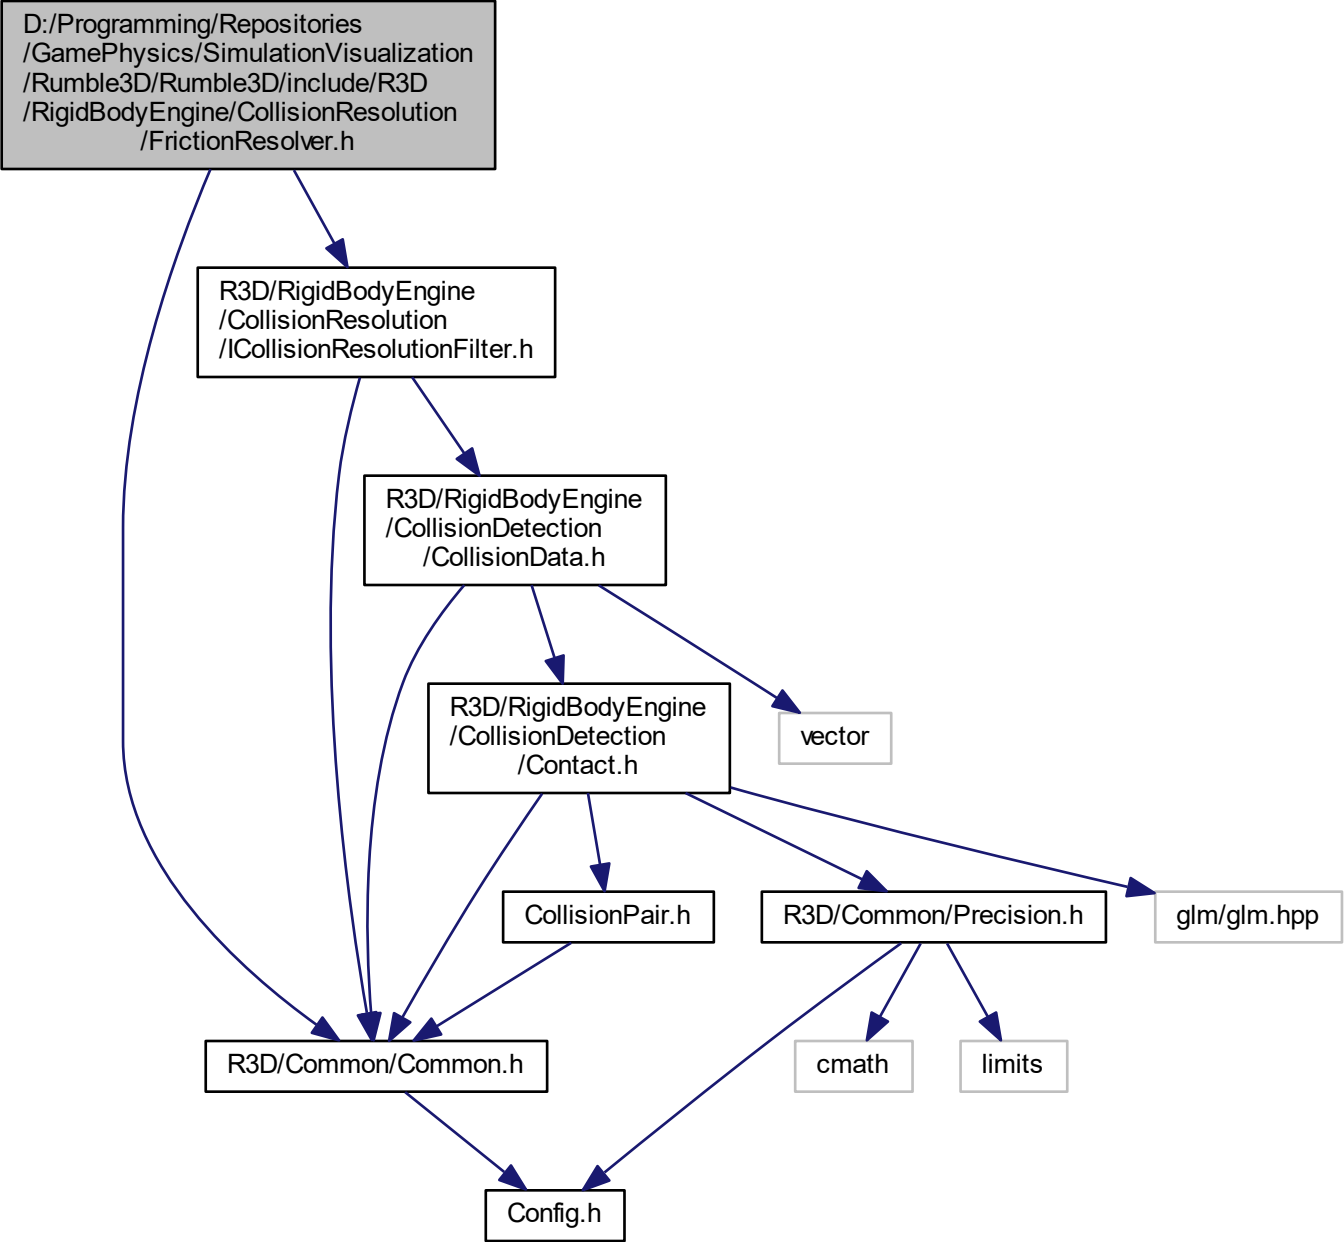 D:/Programming/Repositories
/GamePhysics/SimulationVisualization
/Rumble3D/Rumble3D/include/R3D
/RigidBodyEngine/CollisionResolution
/FrictionResolver.h
R3D/RigidBodyEngine
/CollisionResolution
/ICollisionResolutionFilter.h
R3D/RigidBodyEngine
/CollisionDetection
/CollisionData.h
R3D/RigidBodyEngine
/CollisionDetection
/Contact.h
vector
CollisionPair.h
R3D/Common/Precision.h
glm/glm.hpp
R3D/Common/Common.h
cmath
limits
Config.h